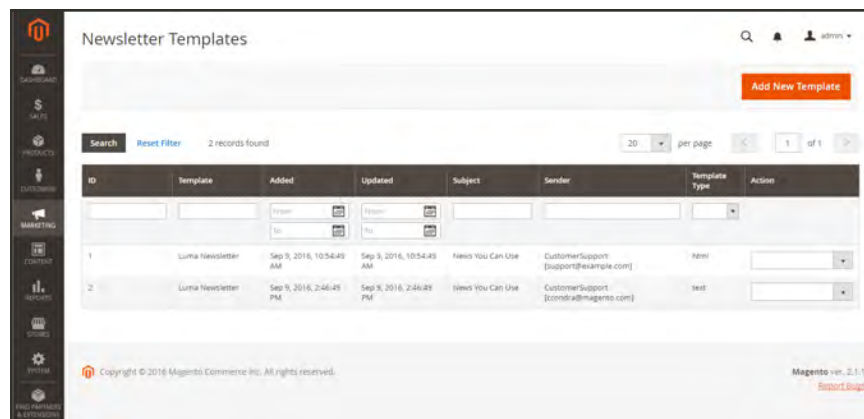 Newsletter Templates
admin
DASHBOARD
SALES
PRODUCTS
CUSTOMERS
MARKETING
CONTENT
REPORTS
STORES
SYSTEM
FIND PARTNERS
& EXTENSIONS
Add New Template
Search Reset Filter 2 records found 20 per page 1 of 1
ID Template Added Updated Subject Sender Template Type Action
From From
To To
1 Luma Newsletter Sep 9, 2016, 10:54:49 AM Sep 9, 2016, 10:54:49 AM News You Can Use CustomerSupport [support@example.com] html
2 Luma Newsletter Sep 9, 2016, 2:46:49 PM Sep 9, 2016, 2:46:49 PM News You Can Use CustomerSupport text
Copyright © 2016 Magento Commerce Inc. All rights reserved. Magento ver. 2.1.1
Report Bugs